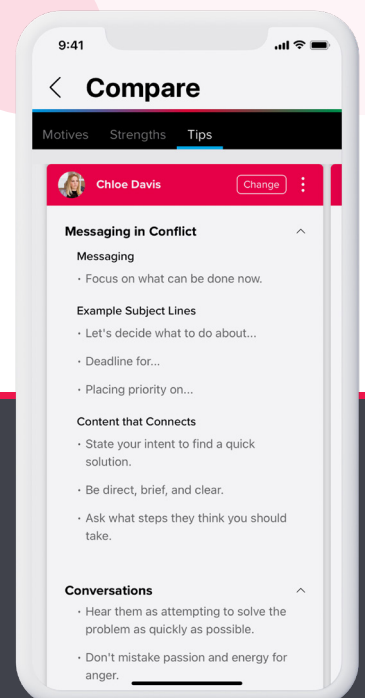 9:41
Compare
Motives Strengths Tips
Chloe Davis Change
Messaging in Conflict
Messaging
· Focus on what can be done now.
Example Subject Lines
· Let's decide what to do about...
· Deadline for...
· Placing priority on...
Content that Connects
· State your intent to find a quick
solution.
· Be direct, brief, and clear.
· Ask what steps they think you should
take.
Conversations
· Hear them as attempting to solve the
problem as quickly as possible.
· Don't mistake passion and energy for
anger.